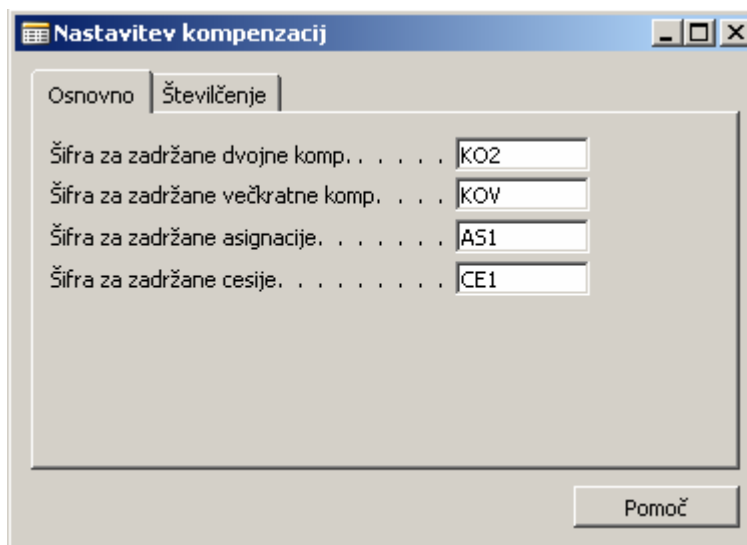 Nastavitev kompenzacij
Osnovno Številčenje
Šifra za zadržane dvojne komp. . . . . . KO2
Šifra za zadržane večkratne komp. . . . KOV
Šifra za zadržane asignacije. . . . . . . AS1
Šifra za zadržane cesije. . . . . . . . . CE1
Pomoč